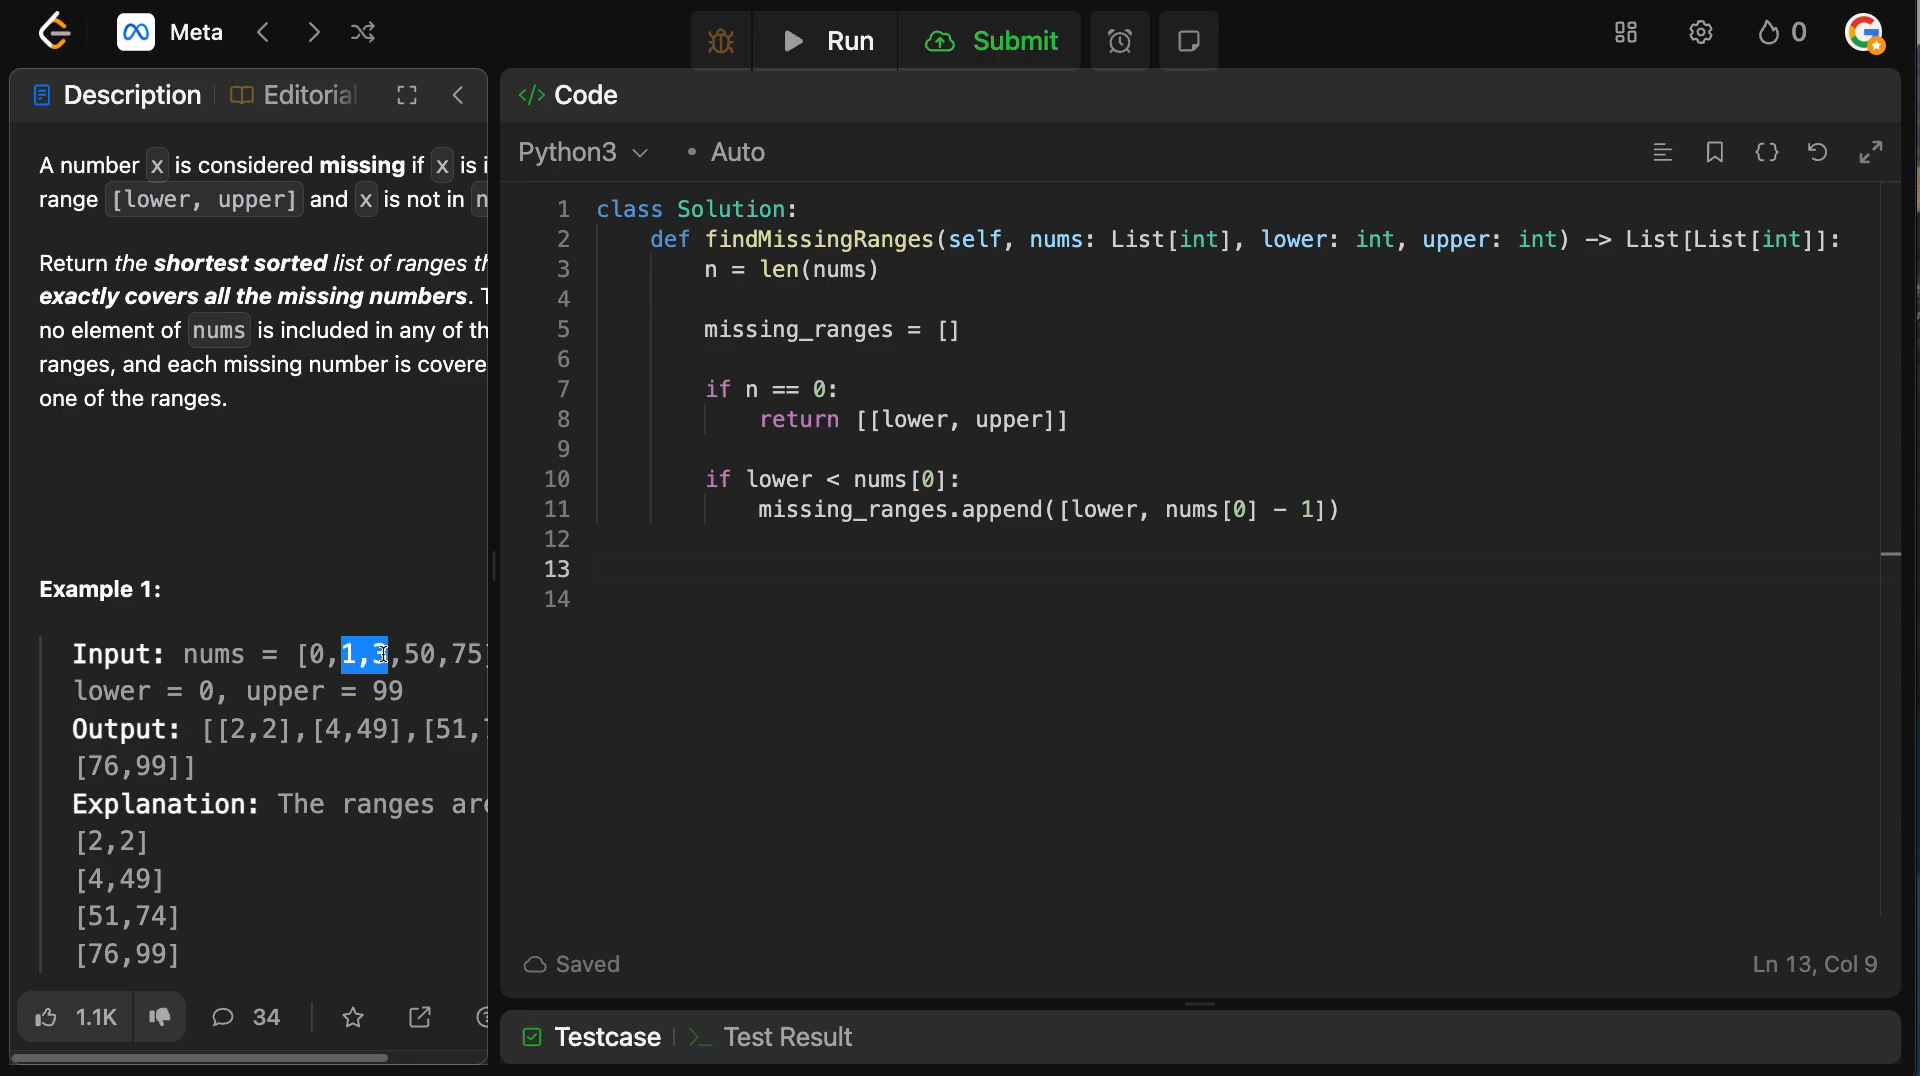 Meta
Run
Submit
0
Description
Editorial
A number x is considered missing if x is i
range [lower, upper] and x is not in n
Return the shortest sorted list of ranges th
exactly covers all the missing numbers. T
no element of nums is included in any of th
ranges, and each missing number is covere
one of the ranges.
Example 1:
Input: nums = [0,1,3,50,75]
lower = 0, upper = 99
Output: [[2,2],[4,49],[51,7
[76,99]]
Explanation: The ranges are
[2,2]
[4,49]
[51,74]
[76,99]
1.1K
34
</> Code
Python3
• Auto
1 class Solution:
2 def findMissingRanges(self, nums: List[int], lower: int, upper: int) -> List[List[int]]:
3 n = len(nums)
4
5 missing_ranges = []
6
7 if n == 0:
8 return [[lower, upper]]
9
10 if lower < nums[0]:
11 missing_ranges.append([lower, nums[0] - 1])
12
13
14
Saved
Ln 13, Col 9
Testcase
>_ Test Result